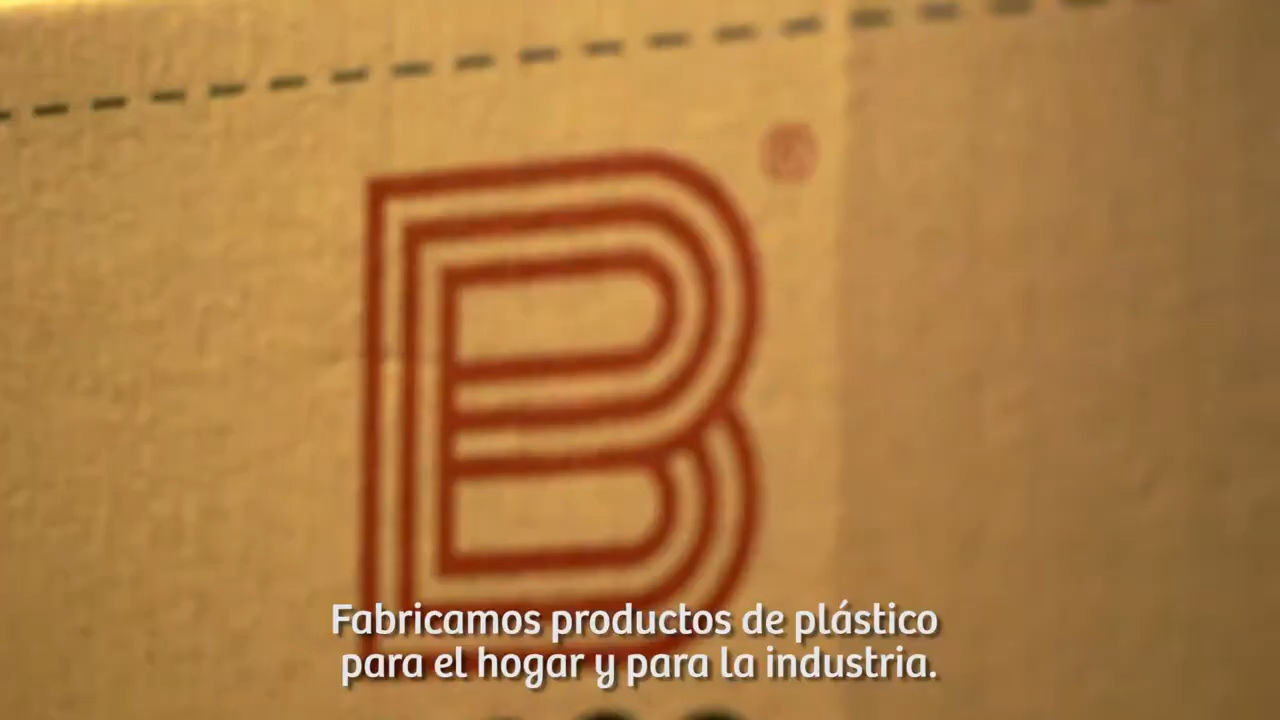 B®
Fabricamos productos de plástico
para el hogar y para la industria.